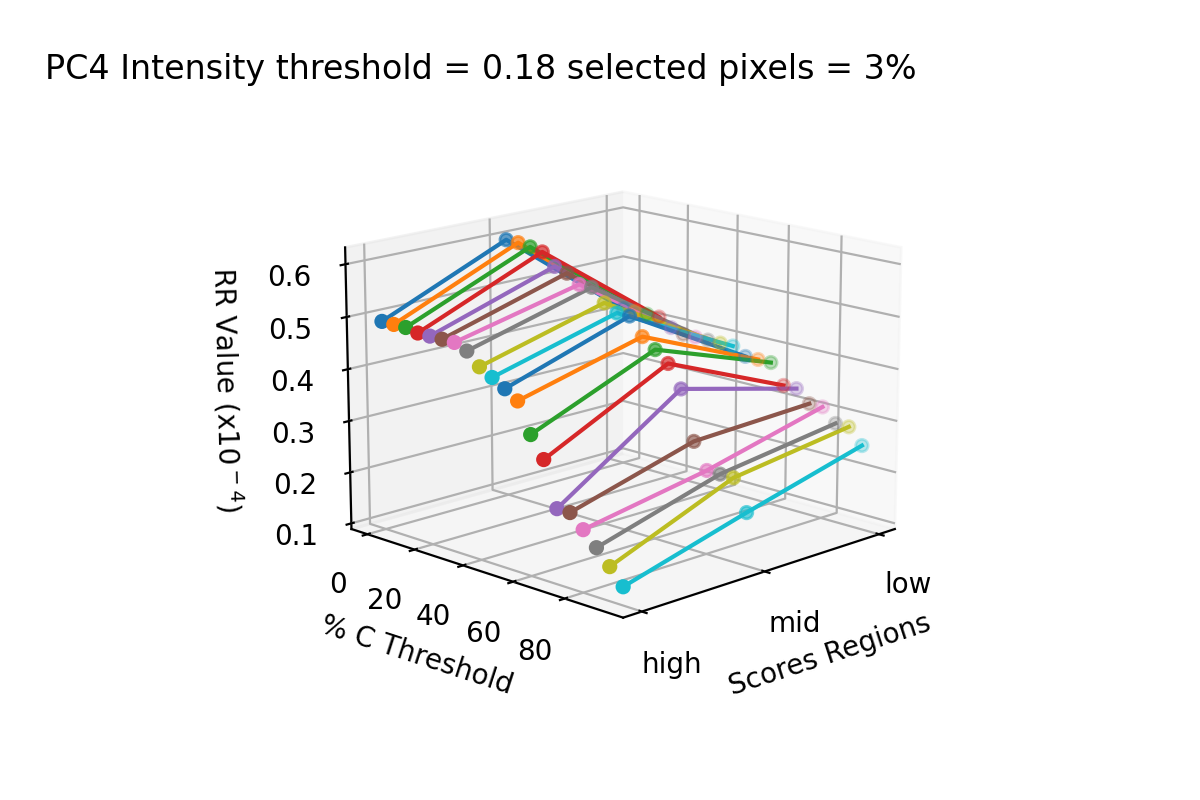 PC4 Intensity threshold = 0.18 selected pixels = 3%
RR Value (x10⁻⁴)
0.6
0.5
0.4
0.3
0.2
0.1
0
20
40
60
80
% C Threshold
high
mid
low
Scores Regions